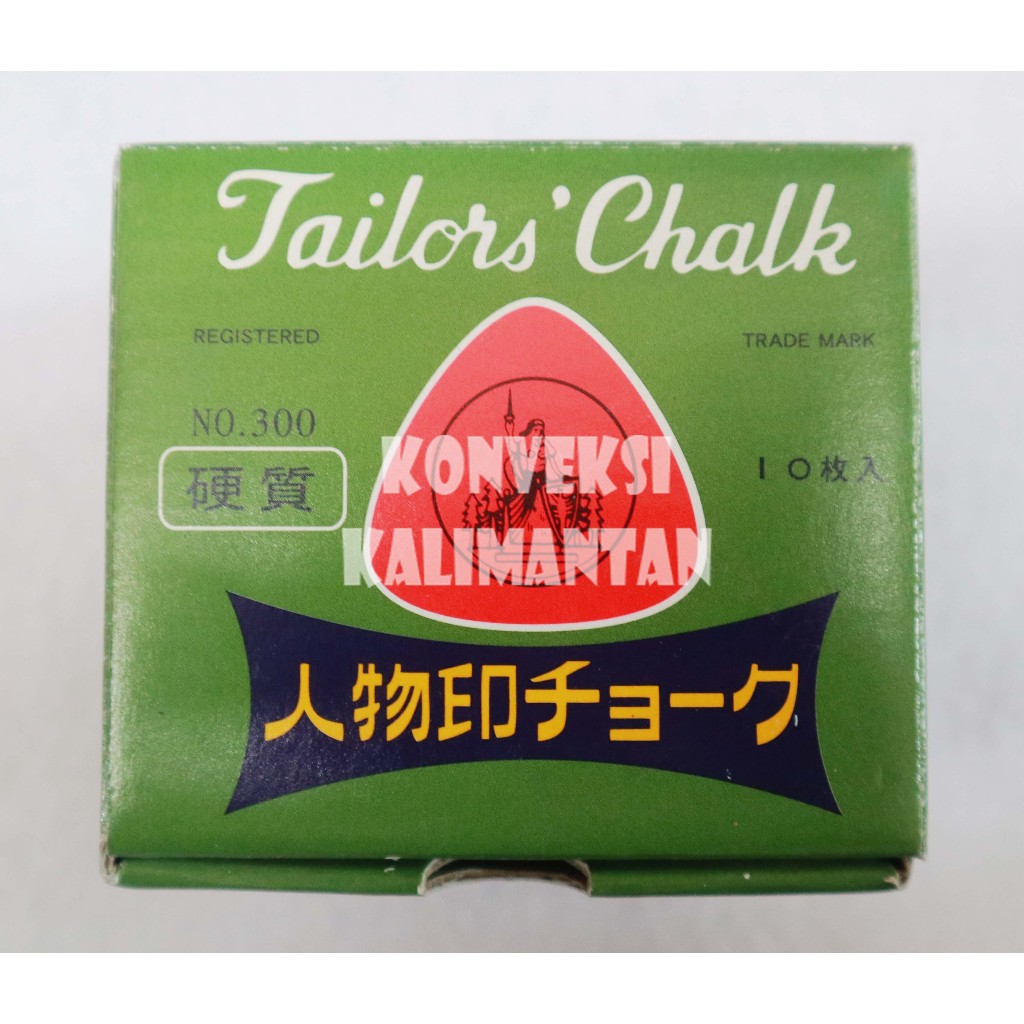 Tailors' Chalk
REGISTERED
TRADE MARK
NO.300
硬質
10枚入
KONVEKSI
KALIMANTAN
人物印チョーク